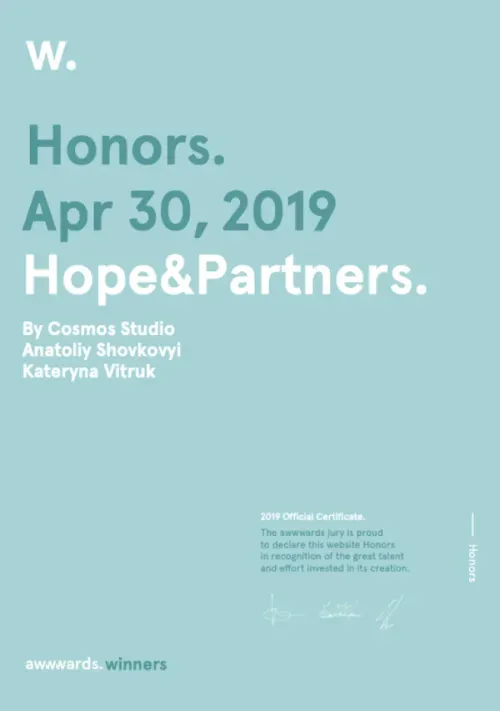 w.
Honors.
Apr 30, 2019
Hope&Partners.
By Cosmos Studio
Anatoliy Shovkovyi
Kateryna Vitruk
2019 Official Certificate.
The awwwards jury is proud
to declare this website Honors
in recognition of the great talent
and effort invested in its creation.
Honors
awwwards.winners